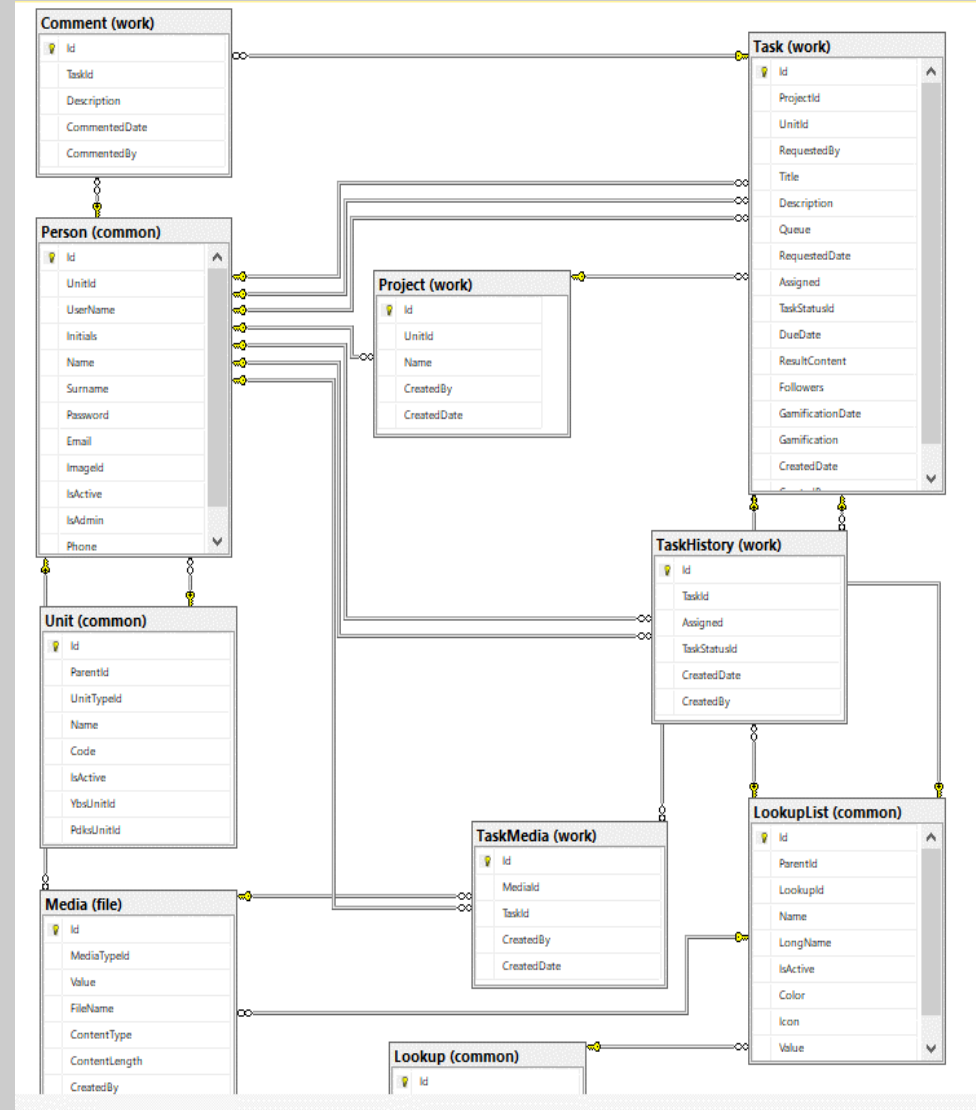 Comment (work)
Id
TaskId
Description
CommentedDate
CommentedBy
Task (work)
Id
ProjectId
UnitId
RequestedBy
Title
Description
Queue
RequestedDate
Assigned
TaskStatusId
DueDate
ResultContent
Followers
GamificationDate
Gamification
CreatedDate
Person (common)
Id
UnitId
UserName
Initials
Name
Surname
Password
Email
ImageId
IsActive
IsAdmin
Phone
Project (work)
Id
UnitId
Name
CreatedBy
CreatedDate
TaskHistory (work)
Id
TaskId
Assigned
TaskStatusId
CreatedDate
CreatedBy
Unit (common)
Id
ParentId
UnitTypeId
Name
Code
IsActive
YbsUnitId
PdksUnitId
LookupList (common)
Id
ParentId
LookupId
Name
LongName
IsActive
Color
Icon
Value
TaskMedia (work)
Id
MediaId
TaskId
CreatedBy
CreatedDate
Media (file)
Id
MediaTypeId
Value
FileName
ContentType
ContentLength
CreatedBy
Lookup (common)
Id